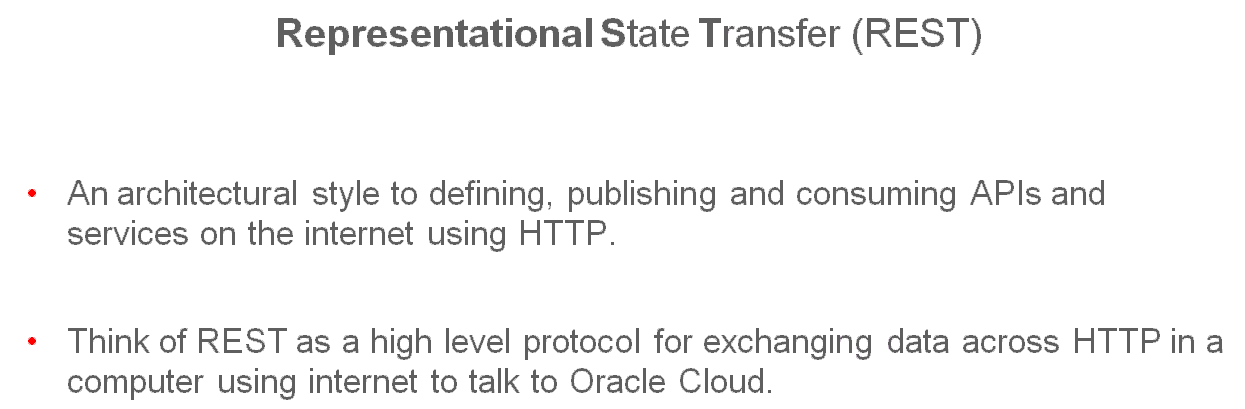 Representational State Transfer (REST)
• An architectural style to defining, publishing and consuming APIs and
services on the internet using HTTP.
• Think of REST as a high level protocol for exchanging data across HTTP in a
computer using internet to talk to Oracle Cloud.